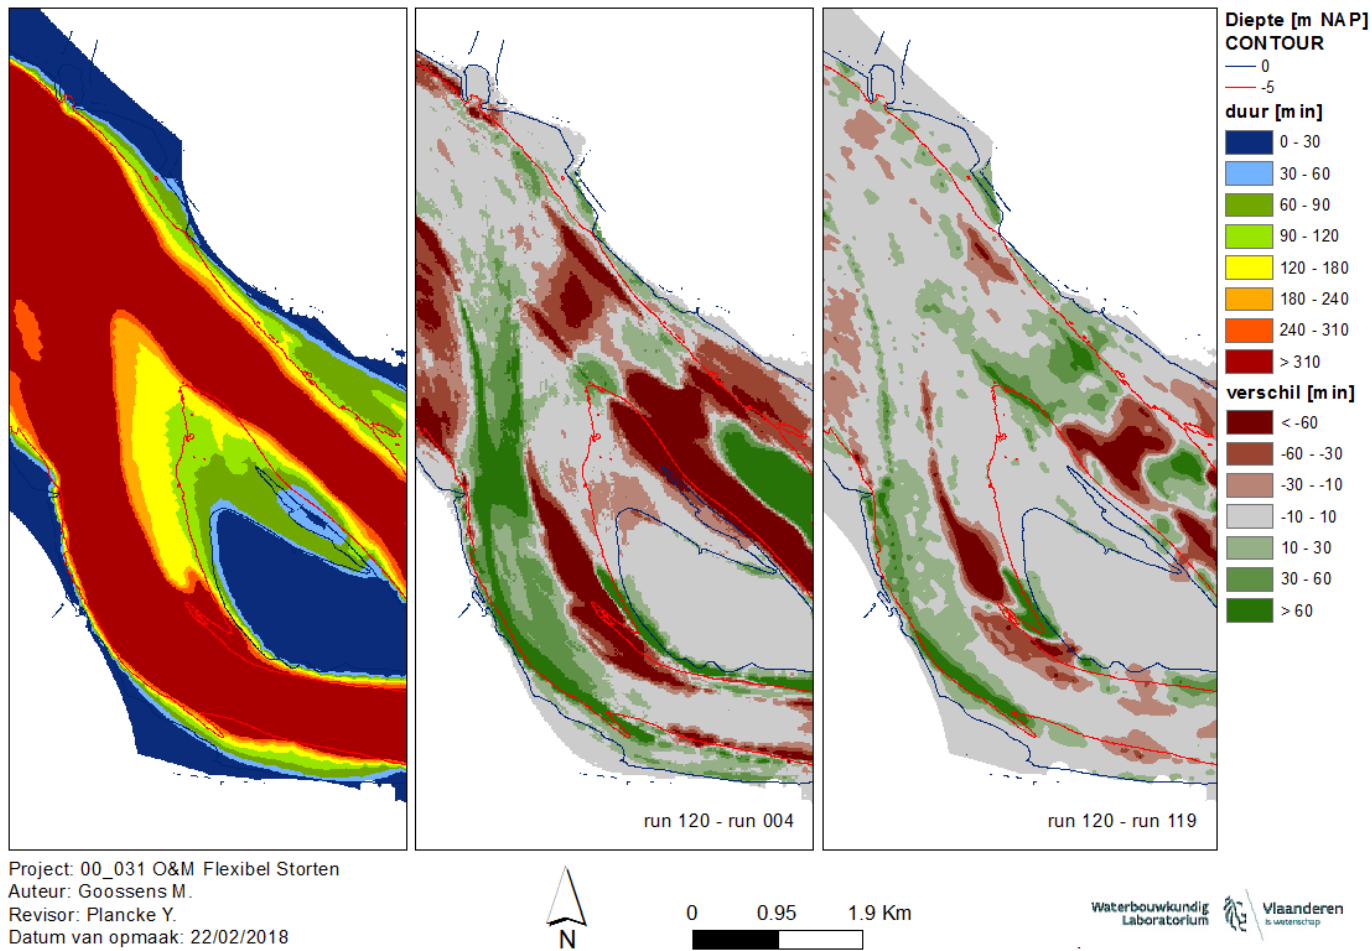 Diepte [m NAP]
CONTOUR
0
-5
duur [min]
0 - 30
30 - 60
60 - 90
90 - 120
120 - 180
180 - 240
240 - 310
> 310
verschil [min]
< -60
-60 - -30
-30 - -10
-10 - 10
10 - 30
30 - 60
> 60
run 120 - run 004
run 120 - run 119
Project: 00_031 O&M Flexibel Storten
Auteur: Goossens M.
Revisor: Plancke Y.
Datum van opmaak: 22/02/2018
N
0 0.95 1.9 Km
Waterbouwkundig
Laboratorium
Vlaanderen
is wetenschap